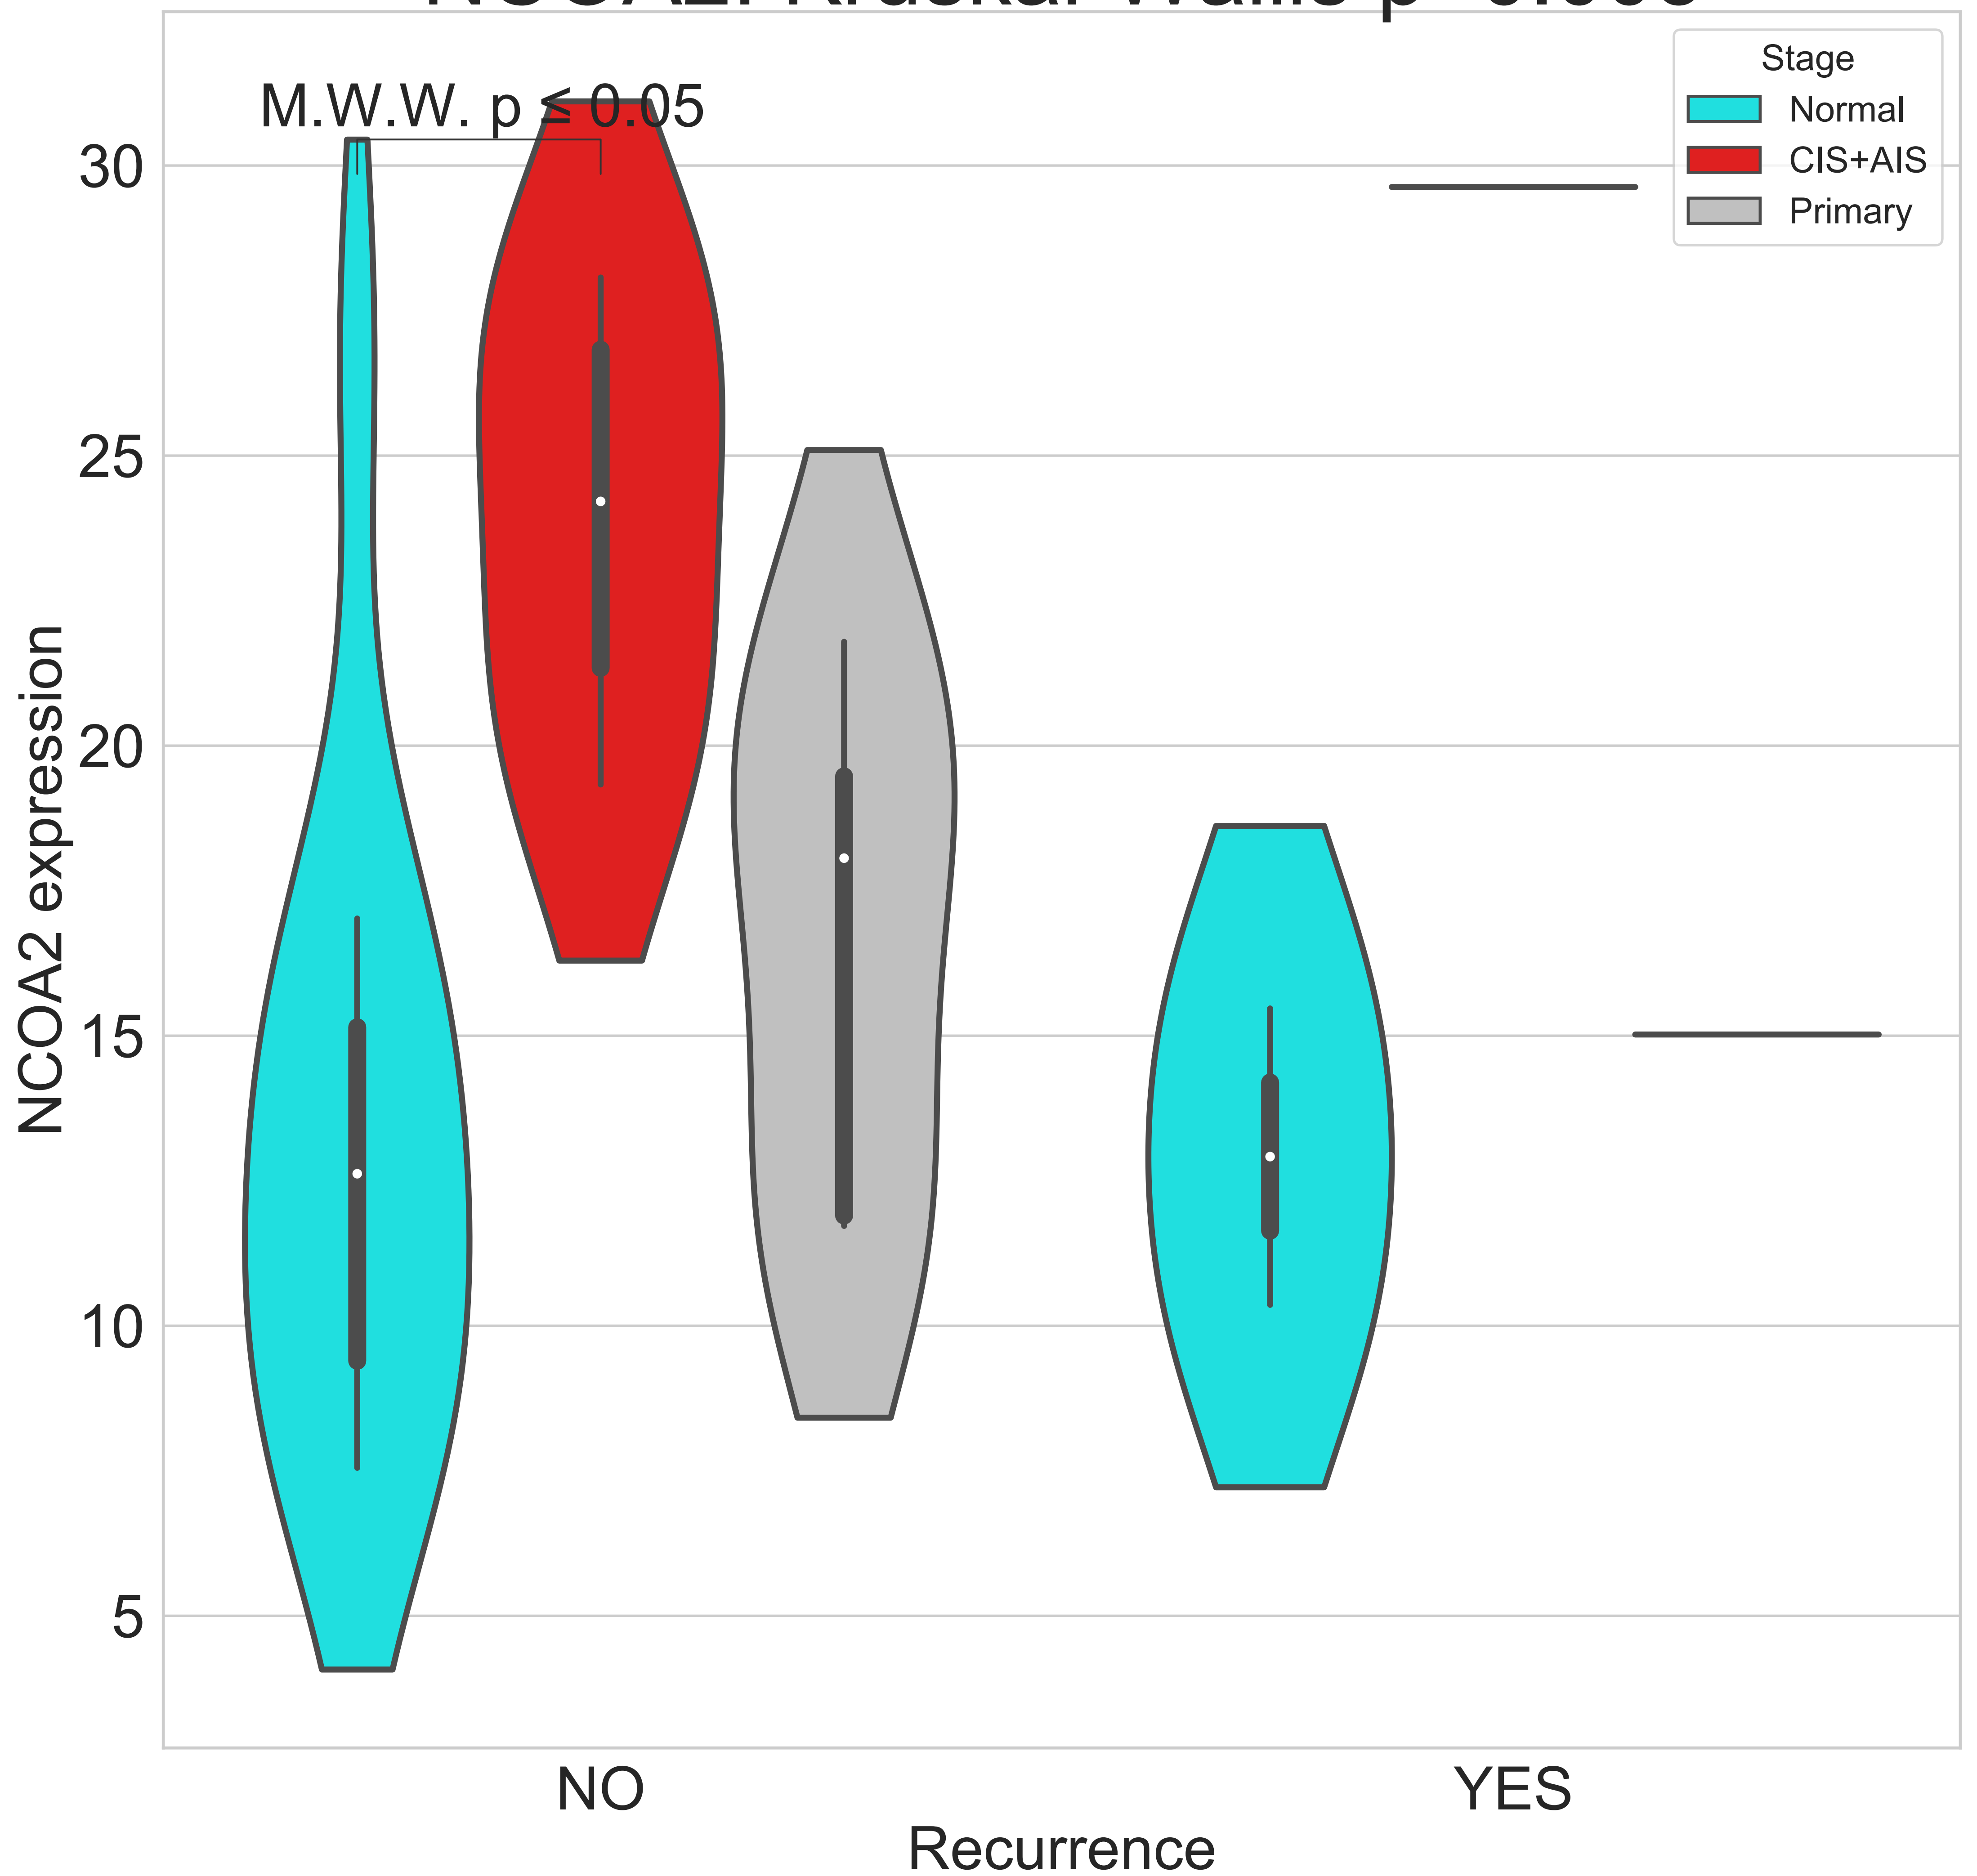 M.W.W. p ≤ 0.05
Stage
Normal
CIS+AIS
Primary
30
25
20
15
10
5
NCOA2 expression
NO
YES
Recurrence